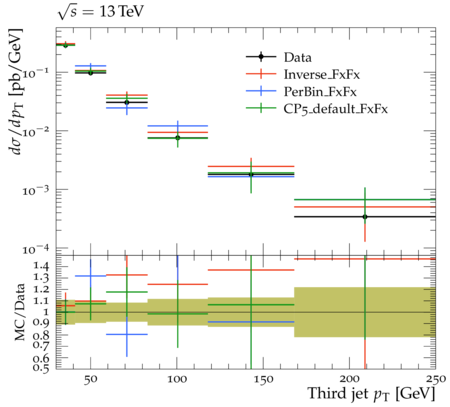 √s = 13 TeV
dσ/dp_T [pb/GeV]
10⁻¹
10⁻²
10⁻³
10⁻⁴
Data
Inverse_FxFx
PerBin_FxFx
CP5_default_FxFx
MC/Data
1.4
1.3
1.2
1.1
1
0.9
0.8
0.7
0.6
0.5
50 100 150 200 250
Third jet p_T [GeV]